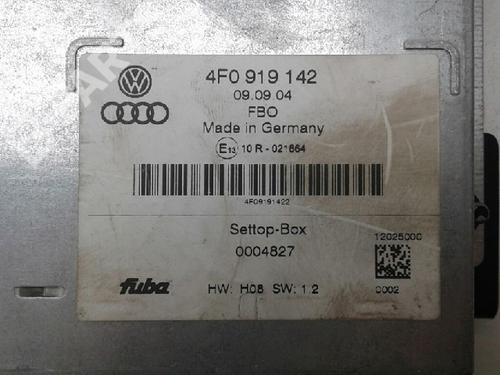 4F0 919 142
09.09 04
FBO
Made in Germany
E13 10 R - 021664
4F09191422
Settop-Box
0004827
12025000
fuba
HW: H08 SW: 1.2
0002